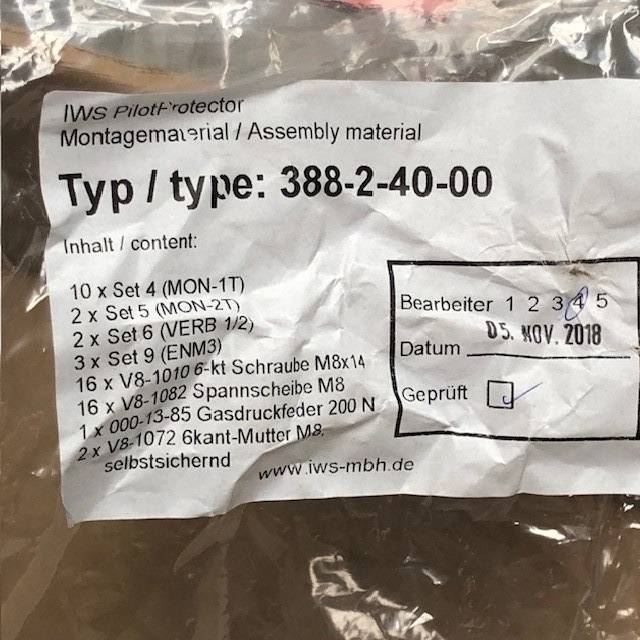 IWS PilotProtector
Montagematerial / Assembly material
Typ / type: 388-2-40-00
Inhalt / content:
10 x Set 4 (MON-1T)
2 x Set 5 (MON-2T)
2 x Set 6 (VERB 1/2)
3 x Set 9 (ENM3)
16 x V8-1010 6-kt Schraube M8x14
16 x V8-1082 Spannscheibe M8
1 x 000-13-85 Gasdruckfeder 200 N
2 x V8-1072 6kant-Mutter M8,
selbstsichernd
www.iws-mbh.de
Bearbeiter 1 2 3 4 5
Datum 05. NOV. 2018
Geprüft